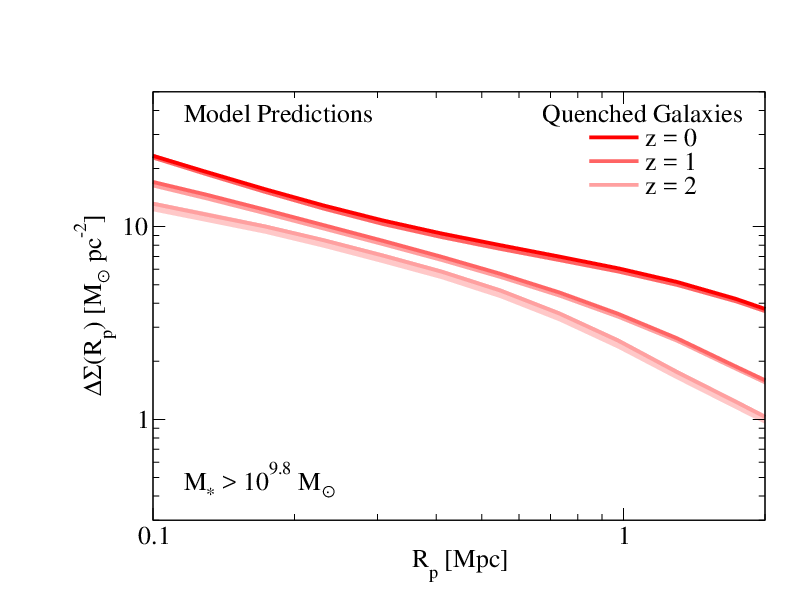 Model Predictions
Quenched Galaxies
z = 0
z = 1
z = 2
10
1
ΔΣ(Rp) [M⊙ pc-2]
M* > 10^9.8 M⊙
0.1
1
Rp [Mpc]